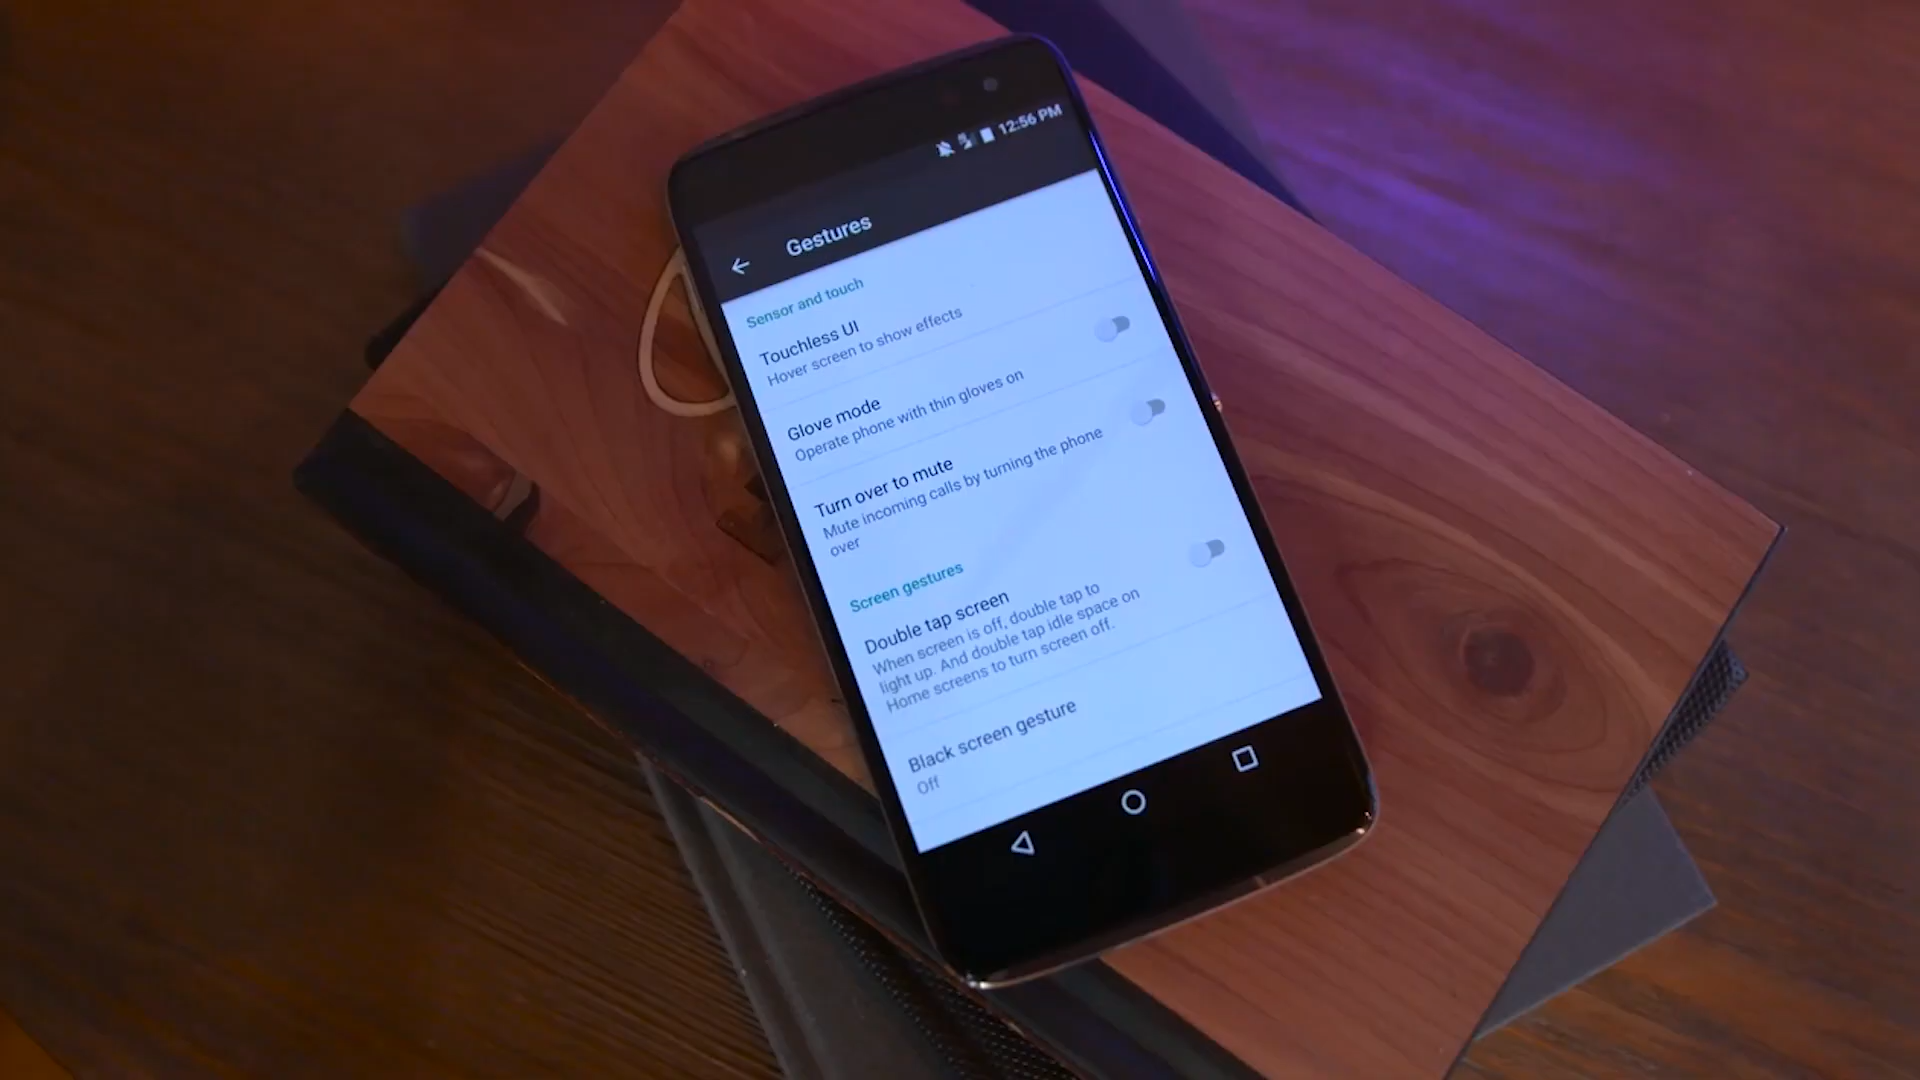 12:56 PM
Gestures
Sensor and touch
Touchless UI
Hover screen to show effects
Glove mode
Operate phone with thin gloves on
Turn over to mute
Mute incoming calls by turning the phone
over
Screen gestures
Double tap screen
When screen is off, double tap to
light up. And double tap idle space on
Home screens to turn screen off.
Black screen gesture
Off